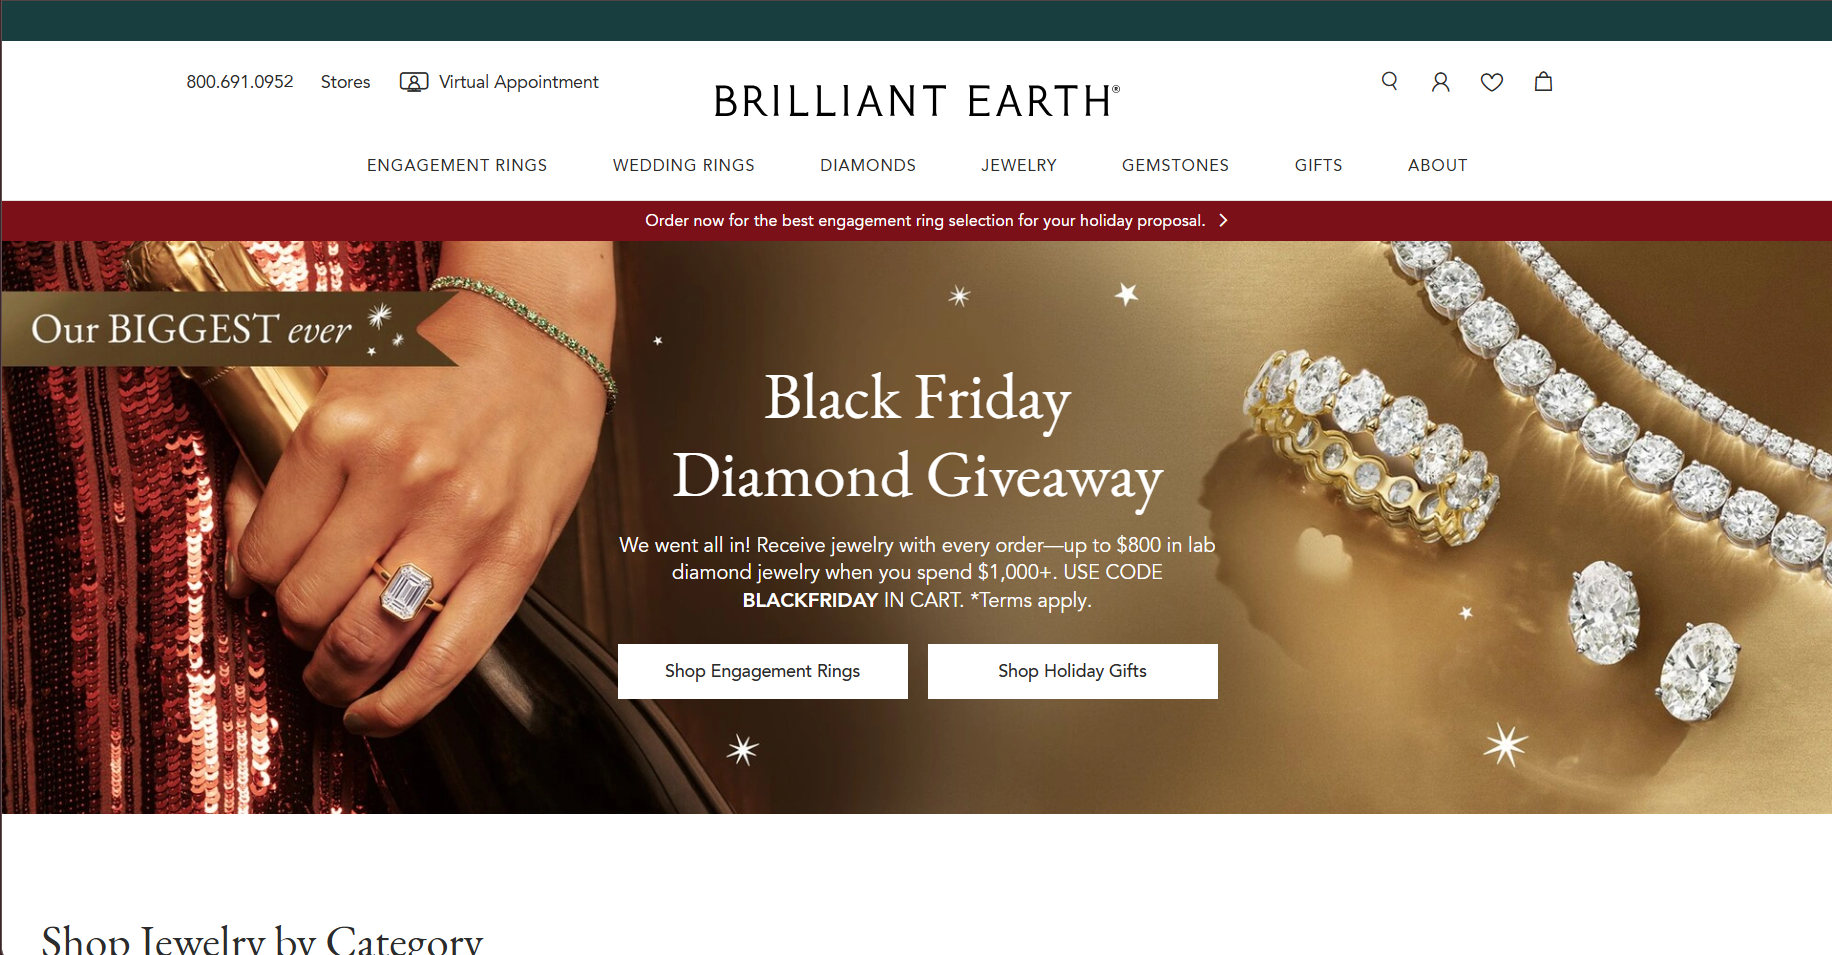 800.691.0952 Stores Virtual Appointment
BRILLIANT EARTH®
ENGAGEMENT RINGS WEDDING RINGS DIAMONDS JEWELRY GEMSTONES GIFTS ABOUT
Order now for the best engagement ring selection for your holiday proposal.
Our BIGGEST ever
Black Friday
Diamond Giveaway
We went all in! Receive jewelry with every order—up to $800 in lab
diamond jewelry when you spend $1,000+. USE CODE
BLACKFRIDAY IN CART. *Terms apply.
Shop Engagement Rings Shop Holiday Gifts
Shop Jewelry by Category